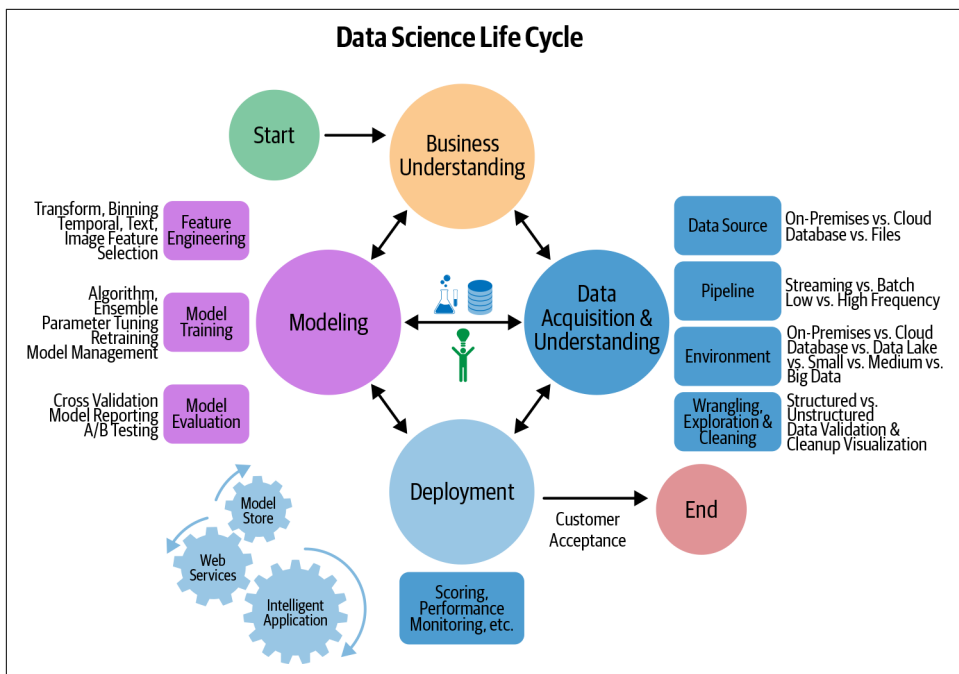 Data Science Life Cycle
Start
Business
Understanding
Transform, Binning
Temporal, Text,
Image Feature
Selection
Feature
Engineering
Algorithm,
Ensemble
Parameter Tuning
Retraining
Model Management
Model
Training
Cross Validation
Model Reporting
A/B Testing
Model
Evaluation
Modeling
Data
Acquisition &
Understanding
Data Source
On-Premises vs. Cloud
Database vs. Files
Pipeline
Streaming vs. Batch
Low vs. High Frequency
Environment
On-Premises vs. Cloud
Database vs. Data Lake
vs. Small vs. Medium vs.
Big Data
Wrangling,
Exploration &
Cleaning
Structured vs.
Unstructured
Data Validation &
Cleanup Visualization
Deployment
Customer
Acceptance
End
Model
Store
Web
Services
Intelligent
Application
Scoring,
Performance
Monitoring, etc.